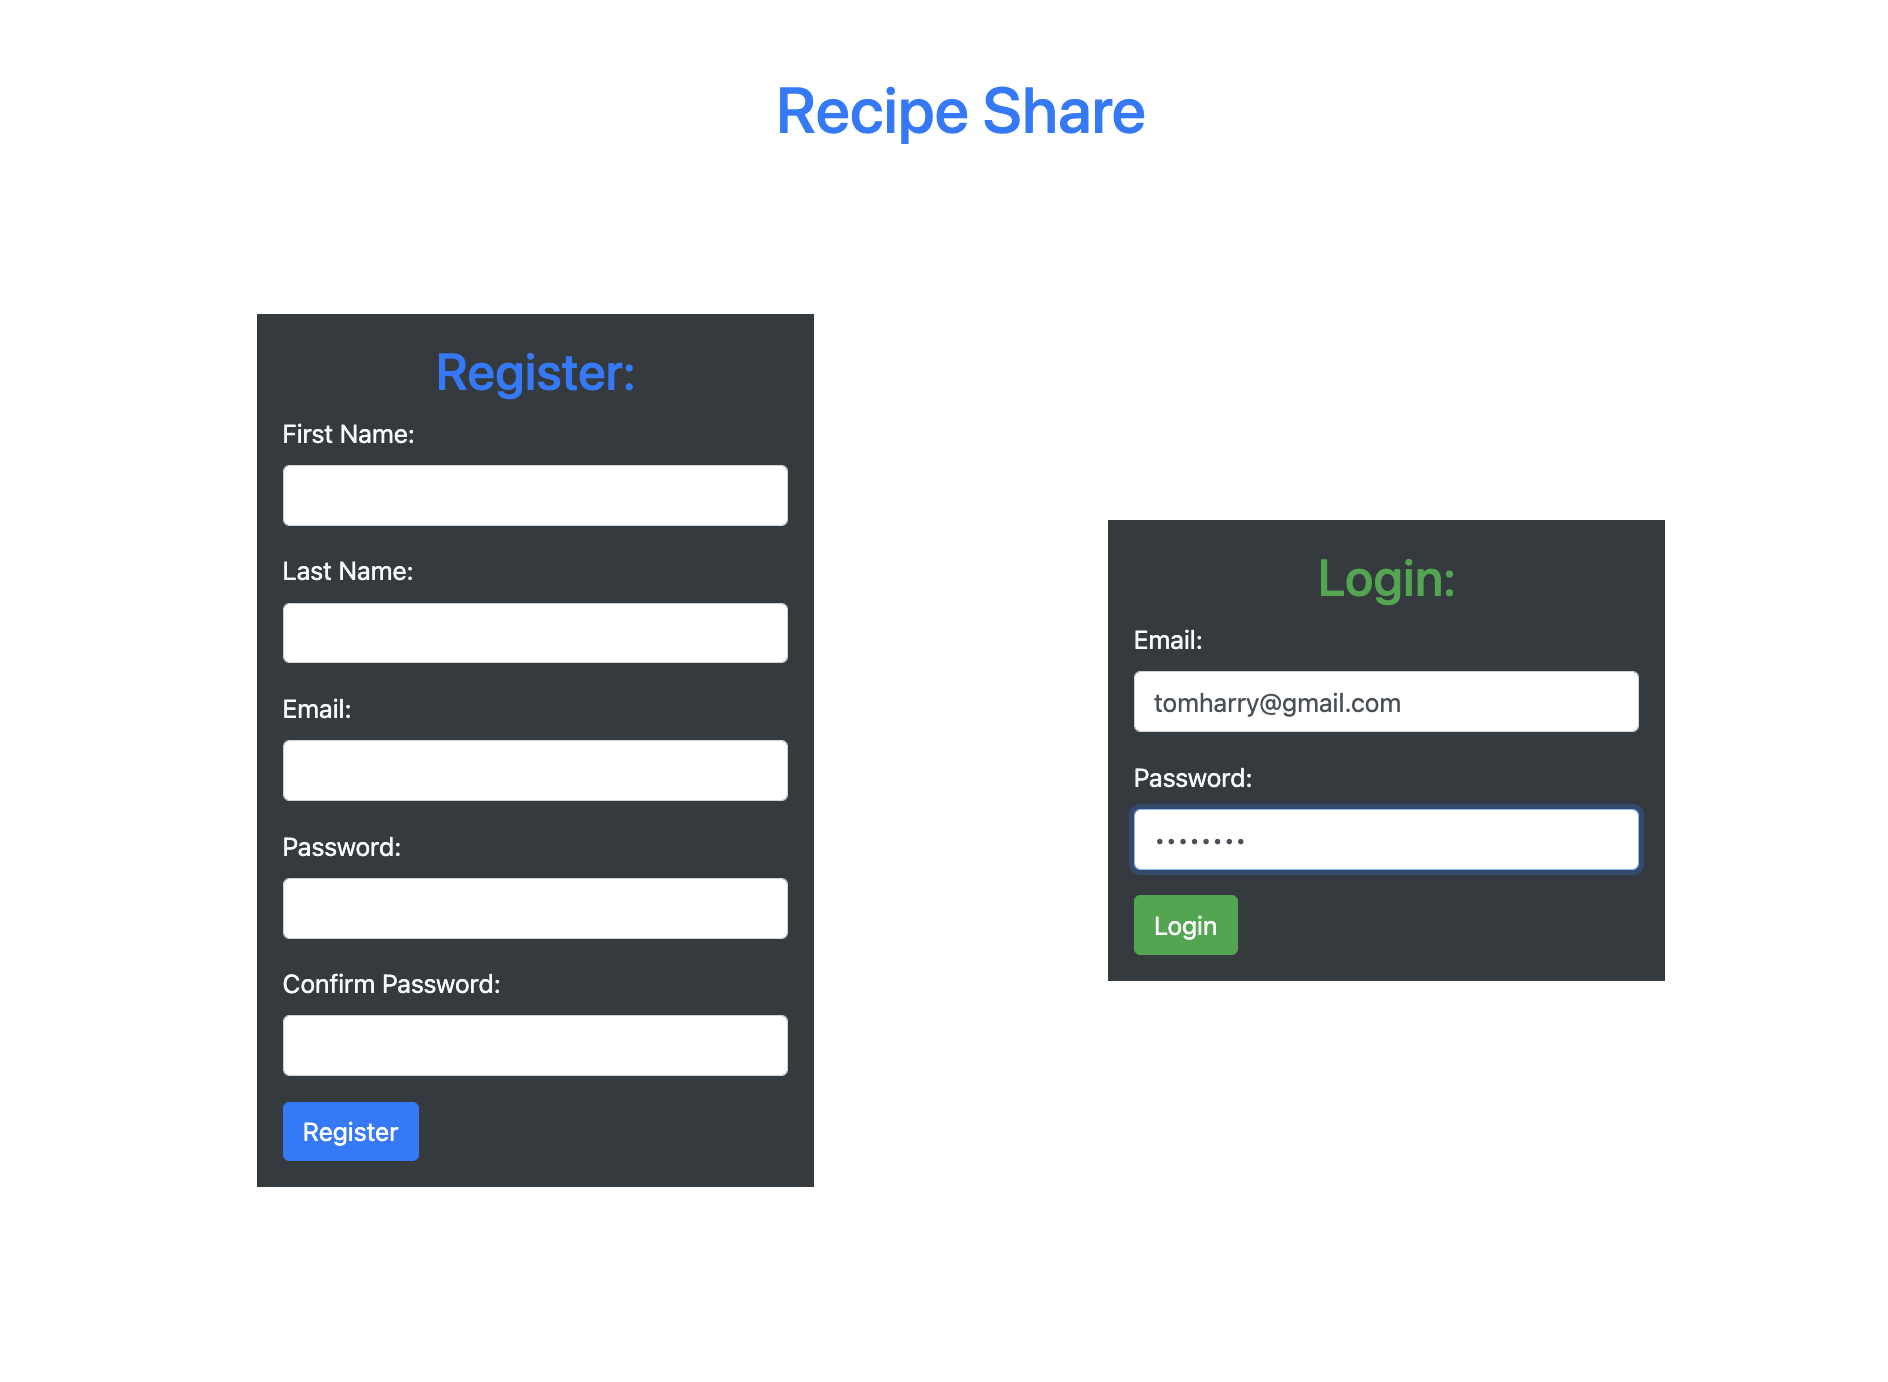 Recipe Share
Register:
First Name:
Last Name:
Email:
Password:
Confirm Password:
Register
Login:
Email:
tomharry@gmail.com
Password:
••••••••
Login